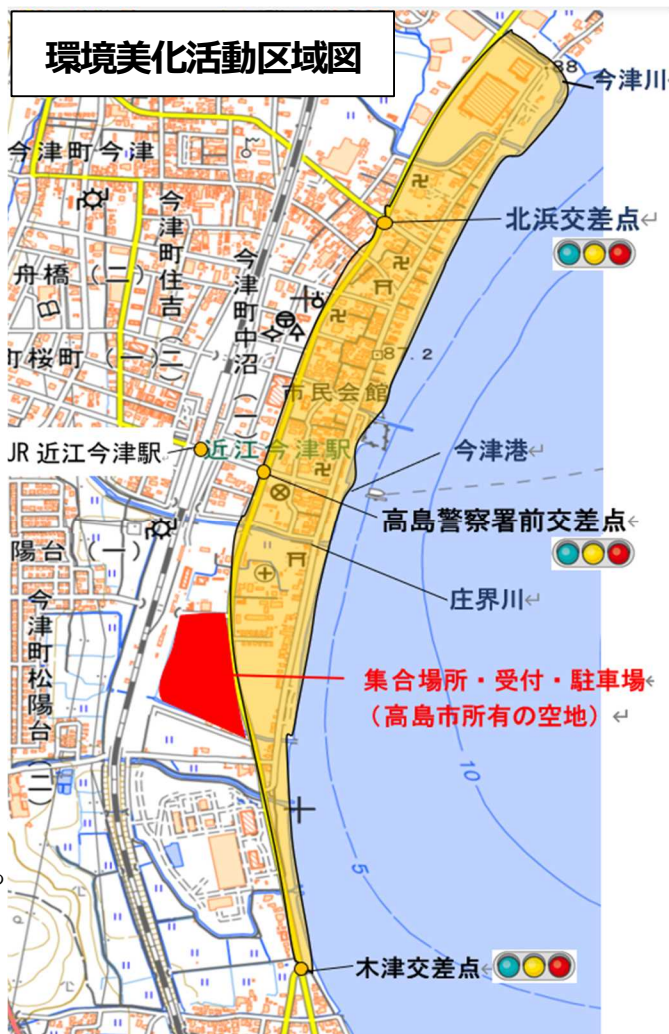 環境美化活動区域図
88
今津川
今津町今津
北浜交差点
今津町住吉(二)
舟橋(二)
今津町中沼(一)
87.2
町桜町(一)
市民会館
JR 近江今津駅
近江今津駅
今津港
高島警察署前交差点
陽台(一)
庄界川
今津町松陽台(二)
集合場所・受付・駐車場
(高島市所有の空地)
10
5
木津交差点